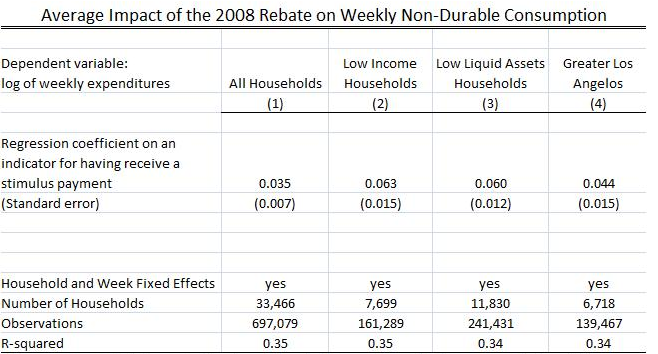 Average Impact of the 2008 Rebate on Weekly Non-Durable Consumption
Dependent variable: Low Income Low Liquid Assets Greater Los
log of weekly expenditures All Households Households Households Angelos
(1) (2) (3) (4)
Regression coefficient on an
indicator for having receive a
stimulus payment 0.035 0.063 0.060 0.044
(Standard error) (0.007) (0.015) (0.012) (0.015)
Household and Week Fixed Effects yes yes yes yes
Number of Households 33,466 7,699 11,830 6,718
Observations 697,079 161,289 241,431 139,467
R-squared 0.35 0.35 0.34 0.34